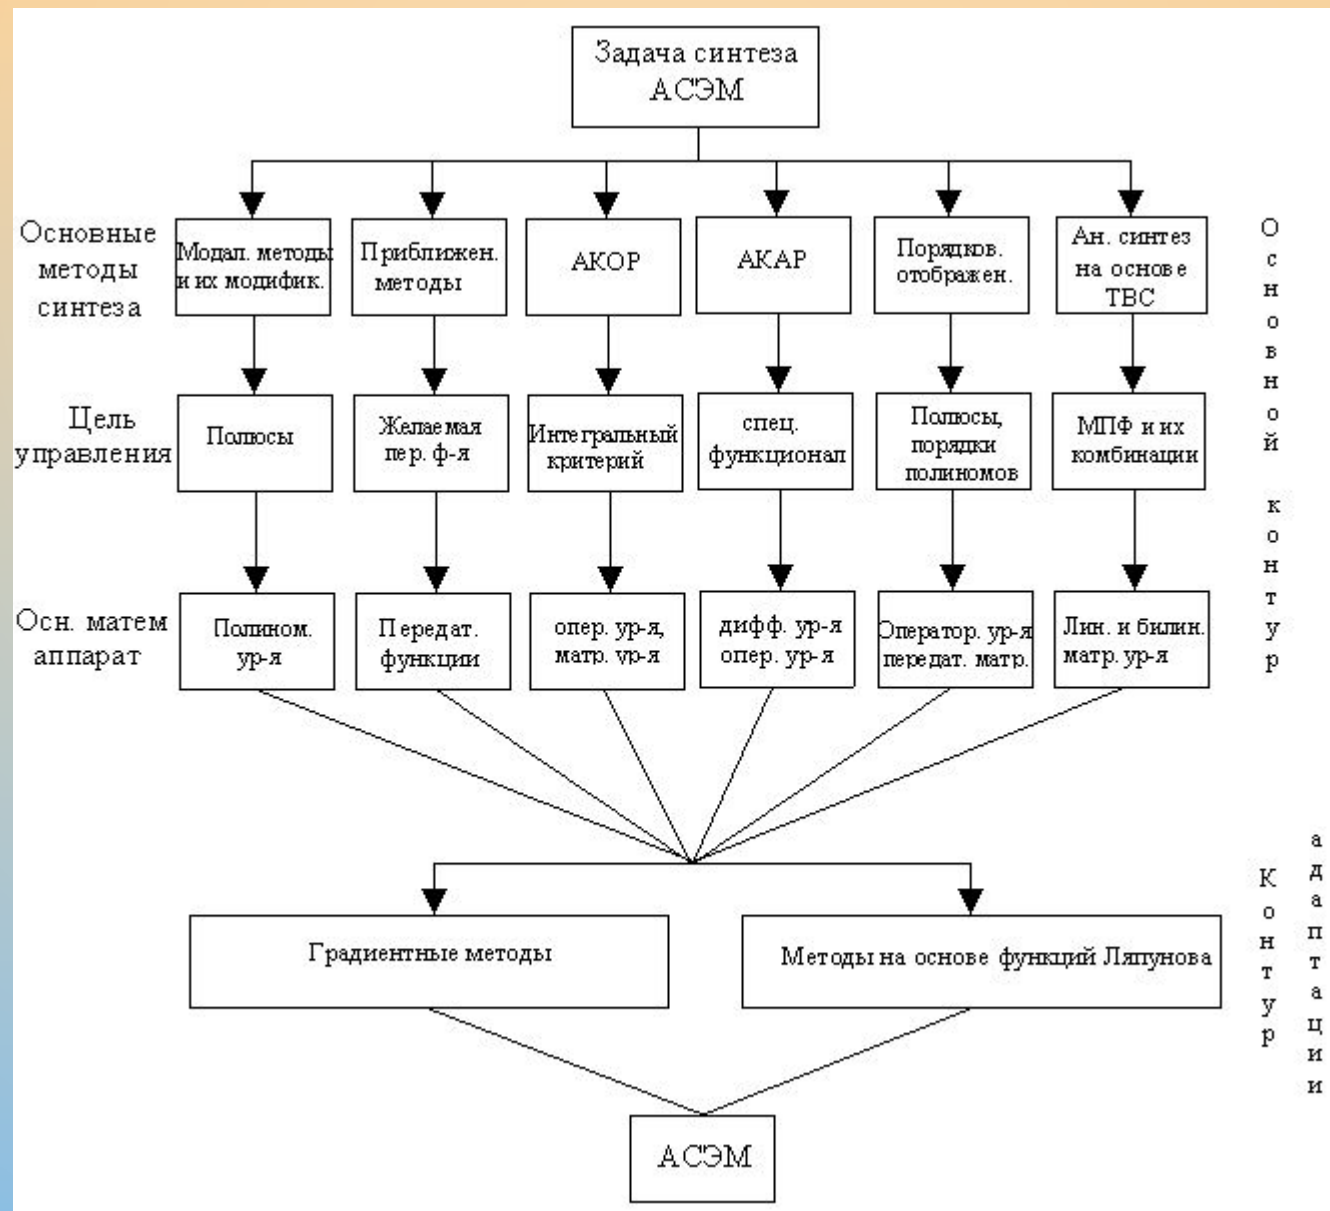 Задача синтеза
АСЭМ
Основные
методы
синтеза
Модал. методы
и их модифик.
Приближен.
методы
АКОР
АКАР
Порядков.
отображен.
Ан. синтез
на основе
ТВС
Цель
управления
Полюсы
Желаемая
пер. ф-я
Интегральный
критерий
спец.
функционал
Полюсы,
порядки
полиномов
МПФ и их
комбинации
Осн. матем
аппарат
Полином.
ур-я
Передат.
функции
опер. ур-я,
матр. ур-я
дифф. ур-я
опер. ур-я
Оператор. ур-я
передат. матр.
Лин. и билин.
матр. ур-я
Основной контур
Градиентные методы
Методы на основе функций Ляпунова
Контур
адаптации
АСЭМ